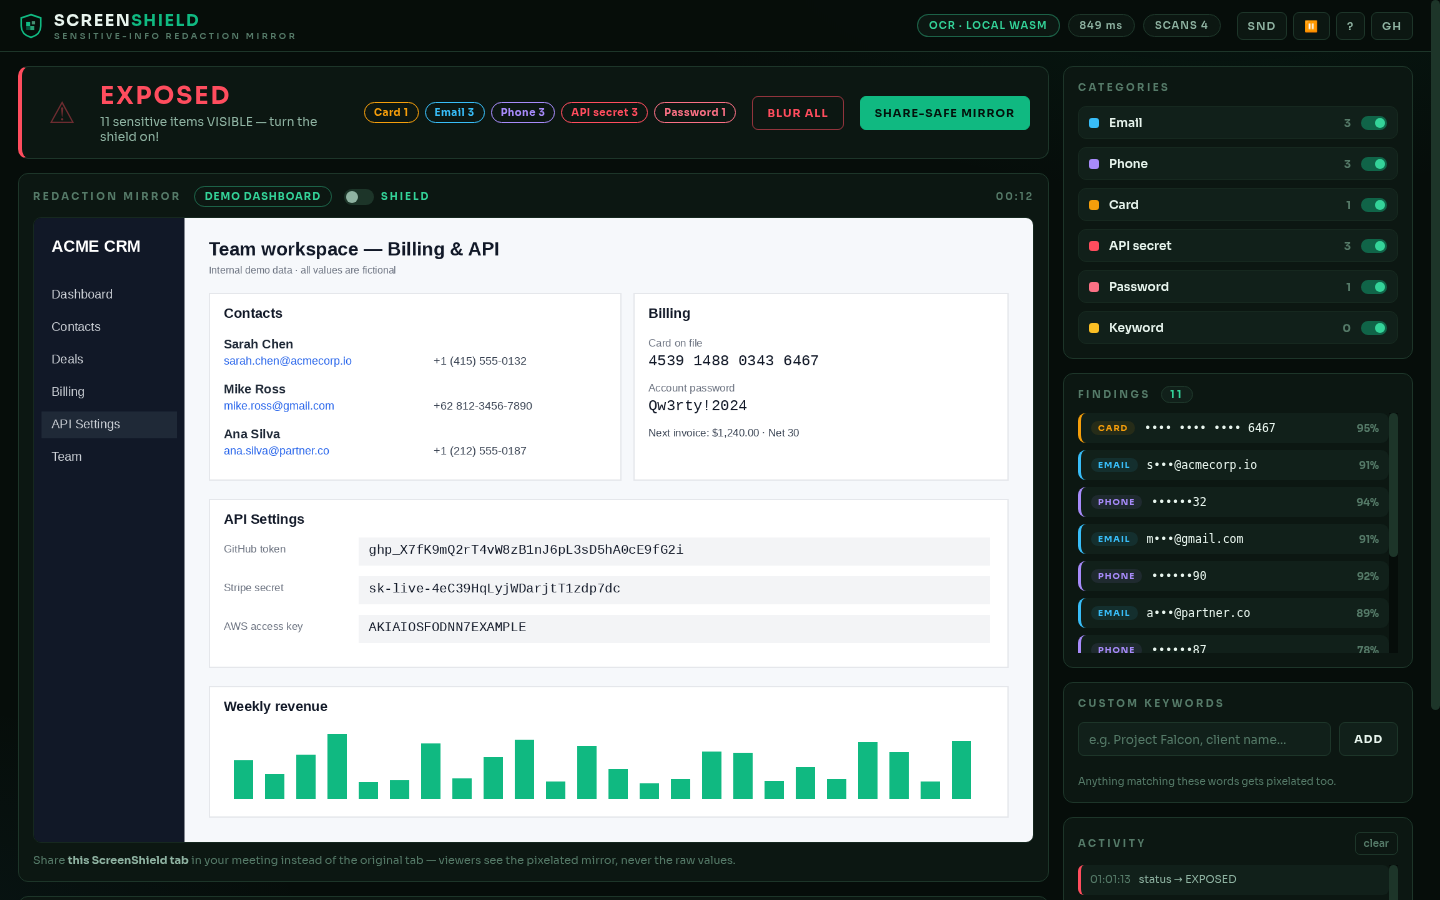 SCREENSHIELD
SENSITIVE-INFO REDACTION MIRROR
OCR · LOCAL WASM
849 ms
SCANS 4
SND
?
GH
EXPOSED
11 sensitive items VISIBLE — turn the
shield on!
Card 1
Email 3
Phone 3
API secret 3
Password 1
BLUR ALL
SHARE-SAFE MIRROR
REDACTION MIRROR
DEMO DASHBOARD
SHIELD
00:12
ACME CRM
Dashboard
Contacts
Deals
Billing
API Settings
Team
Team workspace — Billing & API
Internal demo data · all values are fictional
Contacts
Sarah Chen
sarah.chen@acmecorp.io +1 (415) 555-0132
Mike Ross
mike.ross@gmail.com +62 812-3456-7890
Ana Silva
ana.silva@partner.co +1 (212) 555-0187
Billing
Card on file
4539 1488 0343 6467
Account password
Qw3rty!2024
Next invoice: $1,240.00 · Net 30
API Settings
GitHub token ghp_X7fK9mQ2rT4vW8zB1nJ6pL3sD5hA0cE9fG2i
Stripe secret sk-live-4eC39HqLyjWDarjtT1zdp7dc
AWS access key AKIAIOSFODNN7EXAMPLE
Weekly revenue
Share this ScreenShield tab in your meeting instead of the original tab — viewers see the pixelated mirror, never the raw values.
CATEGORIES
Email 3
Phone 3
Card 1
API secret 3
Password 1
Keyword 0
FINDINGS 11
CARD •••• •••• •••• 6467 95%
EMAIL s•••@acmecorp.io 91%
PHONE ••••••32 94%
EMAIL m•••@gmail.com 91%
PHONE ••••••90 92%
EMAIL a•••@partner.co 89%
PHONE ••••••87 78%
CUSTOM KEYWORDS
e.g. Project Falcon, client name...
ADD
Anything matching these words gets pixelated too.
ACTIVITY
clear
01:01:13 status → EXPOSED